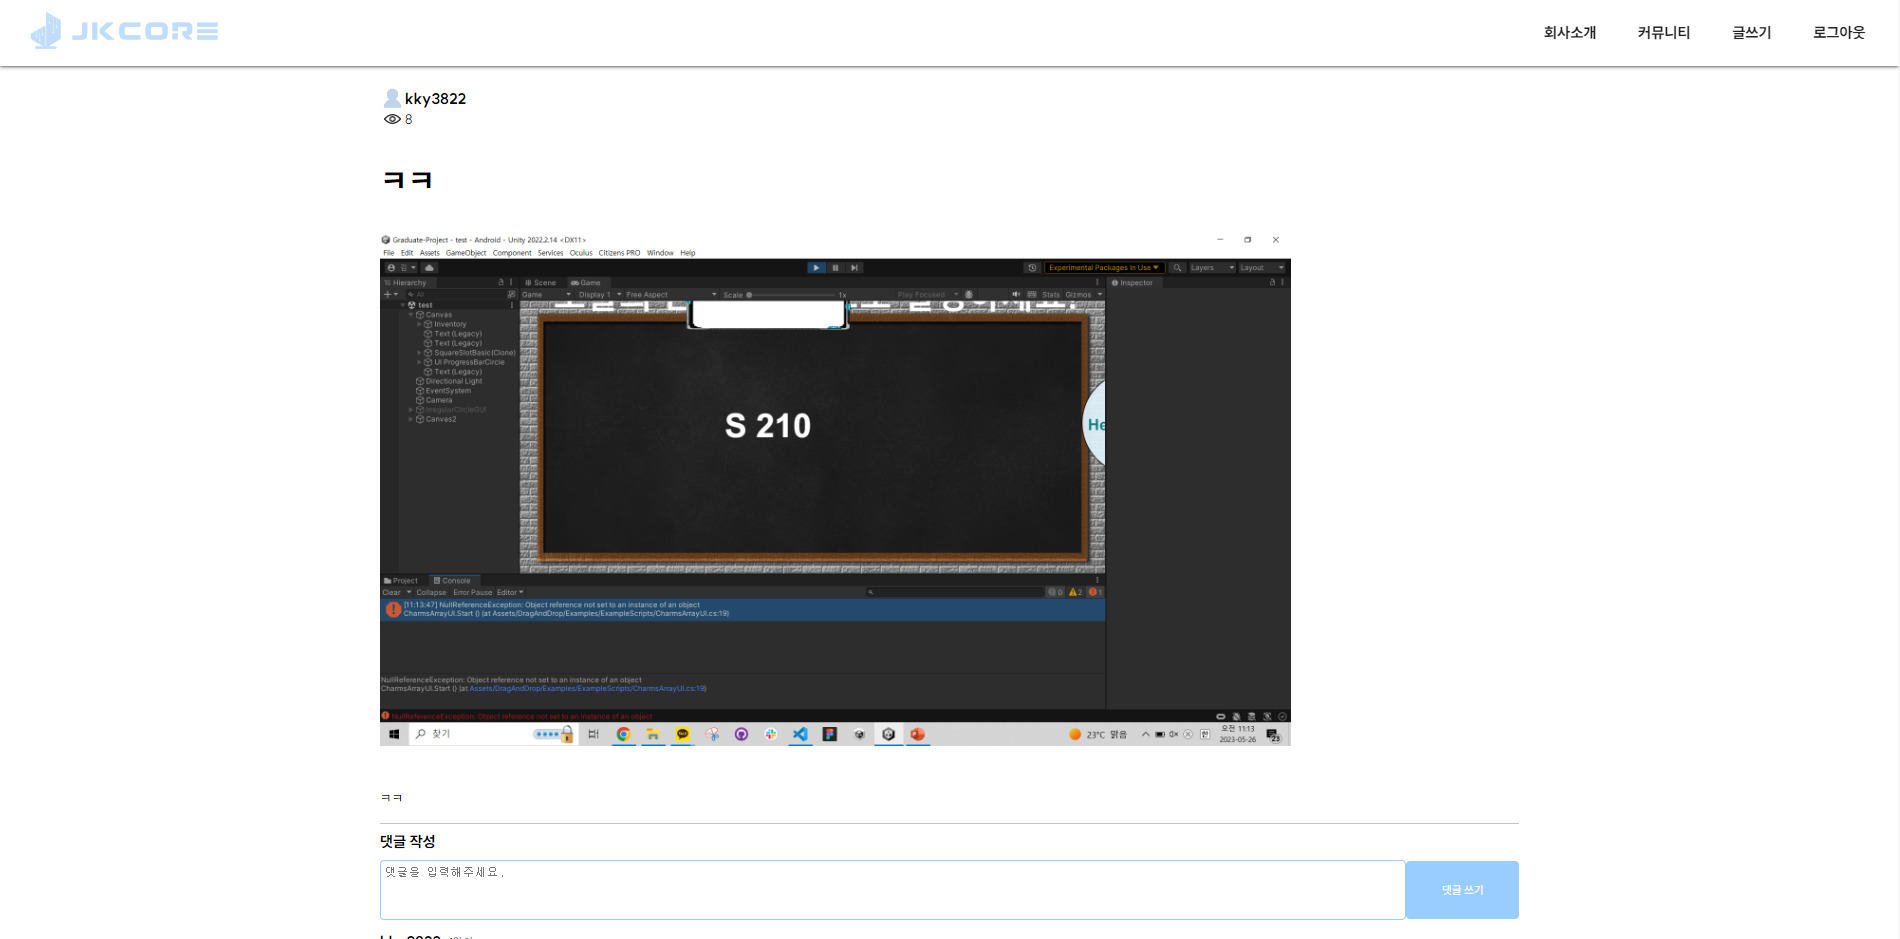 JKCORE
회사소개 커뮤니티 글쓰기 로그아웃
kky3822
8
ㅋㅋ
Graduate-Project - test - Android - Unity 2022.2.14 <DX11>
File Edit Assets GameObject Component Services Oculus Citizens PRO Window Help
김 Experimental Packages In Use Layers Layout
Hierarchy Scene Game Inspector
All Game Display 1 Free Aspect Scale 1x Play Focused Stats Gizmos
test
Canvas
Inventory
Text (Legacy)
Text (Legacy)
SquareSlotBasic(Clone)
UI ProgressBarCircle
Text (Legacy)
Directional Light
EventSystem
Camera
IrregularCircleGUI
Canvas2
S 210
He
Project Console
Clear Collapse Error Pause Editor 0 2 1
[11:13:47] NullReferenceException: Object reference not set to an instance of an object
CharmsArrayUI.Start () (at Assets/DragAndDrop/Examples/ExampleScripts/CharmsArrayUI.cs:19)
NullReferenceException: Object reference not set to an instance of an object
CharmsArrayUI.Start () (at Assets/DragAndDrop/Examples/ExampleScripts/CharmsArrayUI.cs:19)
NullReferenceException: Object reference not set to an instance of an object
찾기 23°C 맑음 한 오전 11:13
2023-05-26 23
ㅋㅋ
댓글 작성
댓글을 입력해주세요.
댓글 쓰기